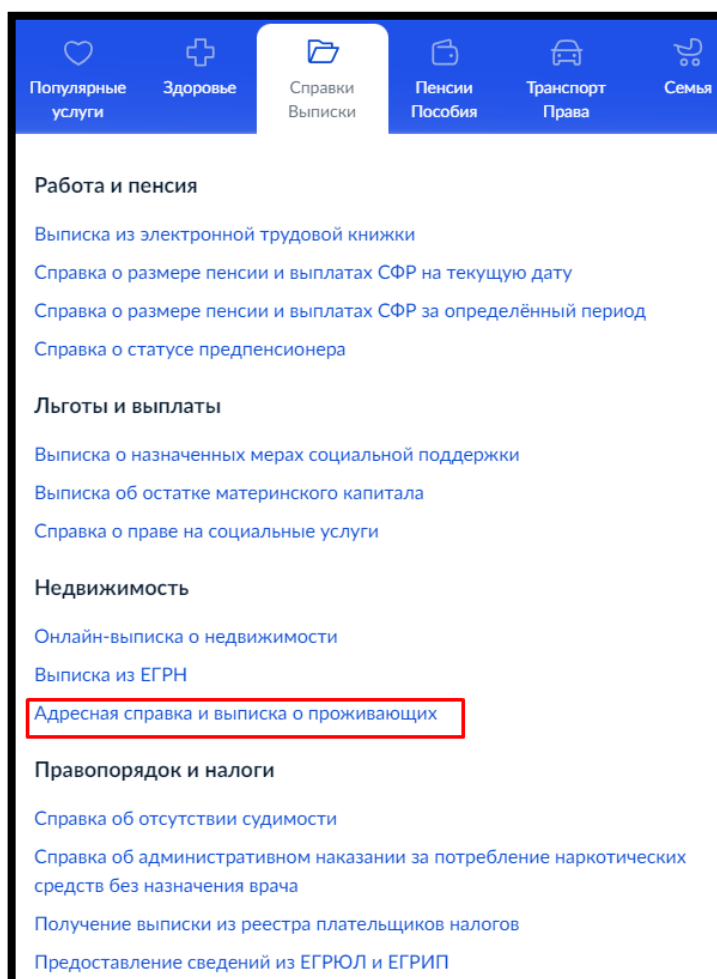 Популярные услуги
Здоровье
Справки Выписки
Пенсии Пособия
Транспорт Права
Семья
Работа и пенсия
Выписка из электронной трудовой книжки
Справка о размере пенсии и выплатах СФР на текущую дату
Справка о размере пенсии и выплатах СФР за определённый период
Справка о статусе предпенсионера
Льготы и выплаты
Выписка о назначенных мерах социальной поддержки
Выписка об остатке материнского капитала
Справка о праве на социальные услуги
Недвижимость
Онлайн-выписка о недвижимости
Выписка из ЕГРН
Адресная справка и выписка о проживающих
Правопорядок и налоги
Справка об отсутствии судимости
Справка об административном наказании за потребление наркотических
средств без назначения врача
Получение выписки из реестра плательщиков налогов
Предоставление сведений из ЕГРЮЛ и ЕГРИП